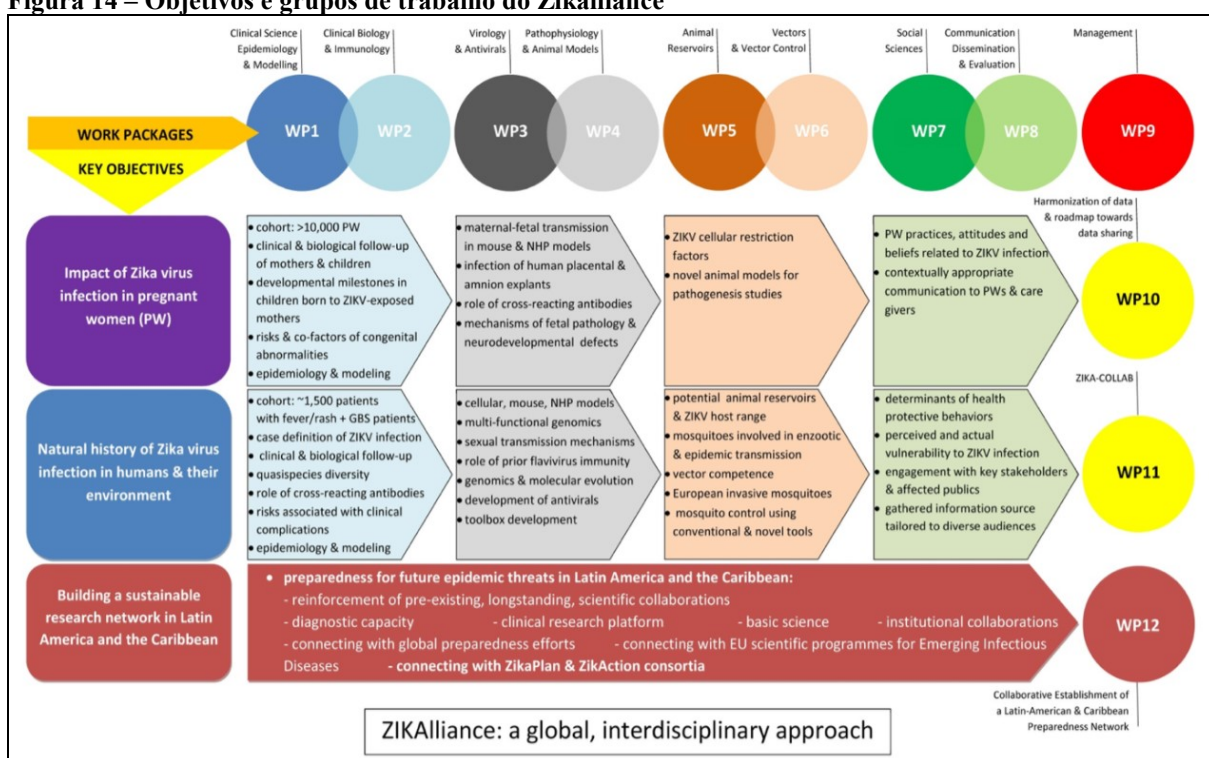 Figura 14 – Objetivos e grupos de trabalho do Zikalliance
Clinical Science
Epidemiology
& Modelling
Clinical Biology
& Immunology
Virology
& Antivirals
Pathophysiology
& Animal Models
Animal
Reservoirs
Vectors
& Vector Control
Social
Sciences
Communication
Dissemination
& Evaluation
Management
WORK PACKAGES
KEY OBJECTIVES
WP1
WP2
WP3
WP4
WP5
WP6
WP7
WP8
WP9
Impact of Zika virus
infection in pregnant
women (PW)
• cohort: >10,000 PW
• clinical & biological follow-up
of mothers & children
• developmental milestones in
children born to ZIKV-exposed
mothers
• risks & co-factors of congenital
abnormalities
• epidemiology & modeling
• maternal-fetal transmission
in mouse & NHP models
• infection of human placental &
amnion explants
• role of cross-reacting antibodies
• mechanisms of fetal pathology &
neurodevelopmental defects
• ZIKV cellular restriction
factors
• novel animal models for
pathogenesis studies
• PW practices, attitudes and
beliefs related to ZIKV infection
• contextually appropriate
communication to PWs & care
givers
Harmonization of data
& roadmap towards
data sharing
WP10
Natural history of Zika virus
infection in humans & their
environment
• cohort: ~1,500 patients
with fever/rash + GBS patients
• case definition of ZIKV infection
• clinical & biological follow-up
• quasispecies diversity
• role of cross-reacting antibodies
• risks associated with clinical
complications
• epidemiology & modeling
• cellular, mouse, NHP models
• multi-functional genomics
• sexual transmission mechanisms
• role of prior flavivirus immunity
• genomics & molecular evolution
• development of antivirals
• toolbox development
• potential animal reservoirs
& ZIKV host range
• mosquitoes involved in enzootic
& epidemic transmission
• vector competence
• European invasive mosquitoes
• mosquito control using
conventional & novel tools
• determinants of health
protective behaviors
• perceived and actual
vulnerability to ZIKV infection
• engagement with key stakeholders
& affected publics
• gathered information source
tailored to diverse audiences
ZIKA-COLLAB
WP11
Building a sustainable
research network in Latin
America and the Caribbean
• preparedness for future epidemic threats in Latin America and the Caribbean:
- reinforcement of pre-existing, longstanding, scientific collaborations
- diagnostic capacity - clinical research platform - basic science - institutional collaborations
- connecting with global preparedness efforts - connecting with EU scientific programmes for Emerging Infectious
Diseases - connecting with ZikaPlan & ZikAction consortia
WP12
Collaborative Establishment of
a Latin-American & Caribbean
Preparedness Network
ZIKAlliance: a global, interdisciplinary approach